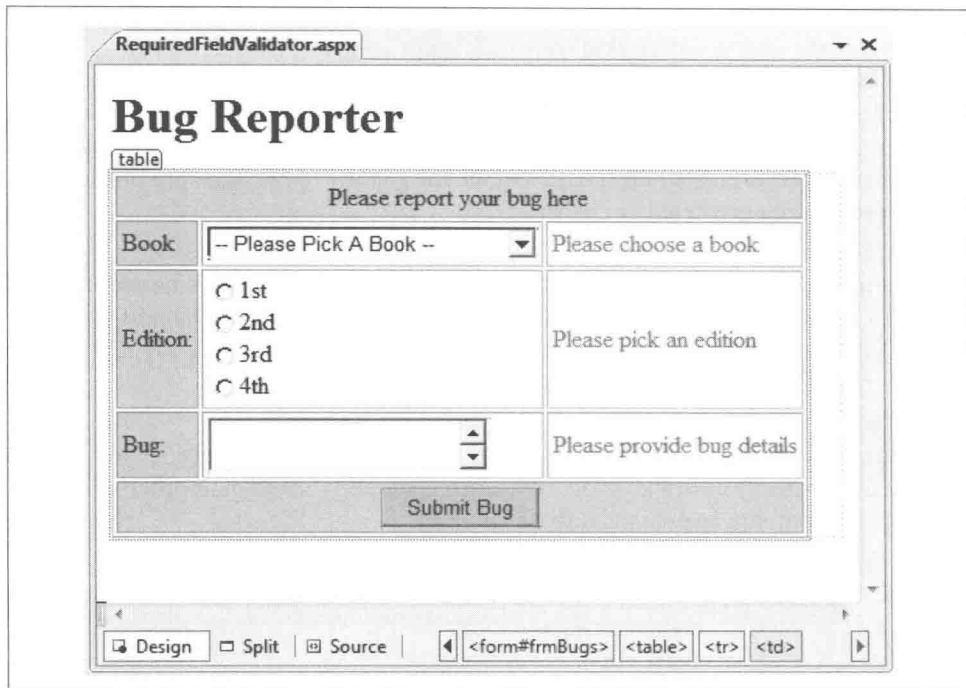 RequiredFieldValidator.aspx
Bug Reporter
table
Please report your bug here
Book
-- Please Pick A Book --
Please choose a book
Edition:
1st
2nd
3rd
4th
Please pick an edition
Bug:
Please provide bug details
Submit Bug
Design
Split
Source
<form#frmBugs>
<table>
<tr>
<td>